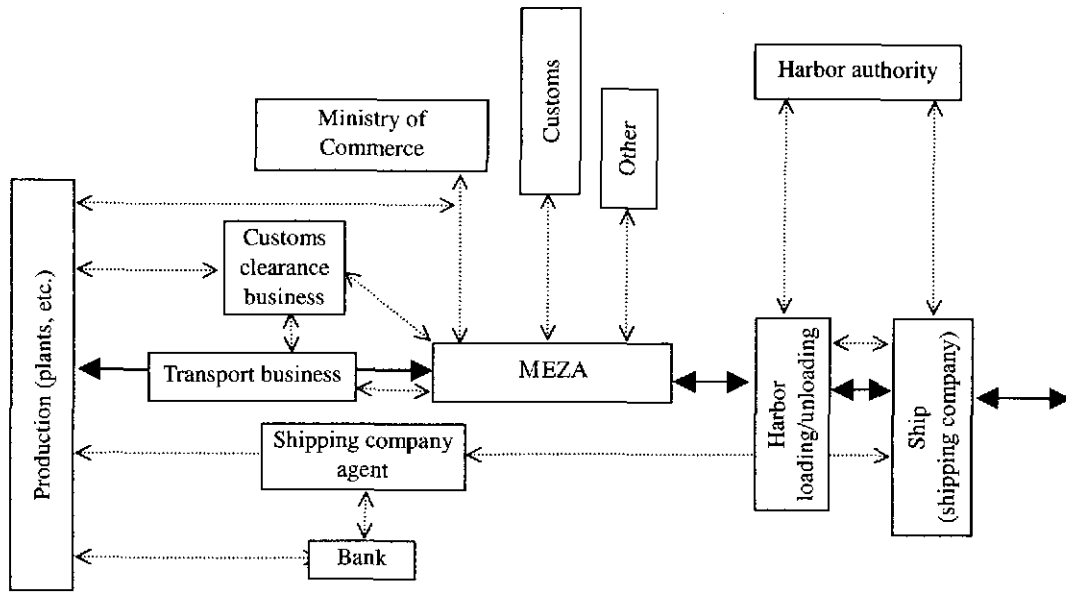 Harbor authority
Customs
Other
Ministry of
Commerce
Production (plants, etc.)
Customs
clearance
business
Transport business
MEZA
Harbor
loading/unloading
Ship
(shipping company)
Shipping company
agent
Bank